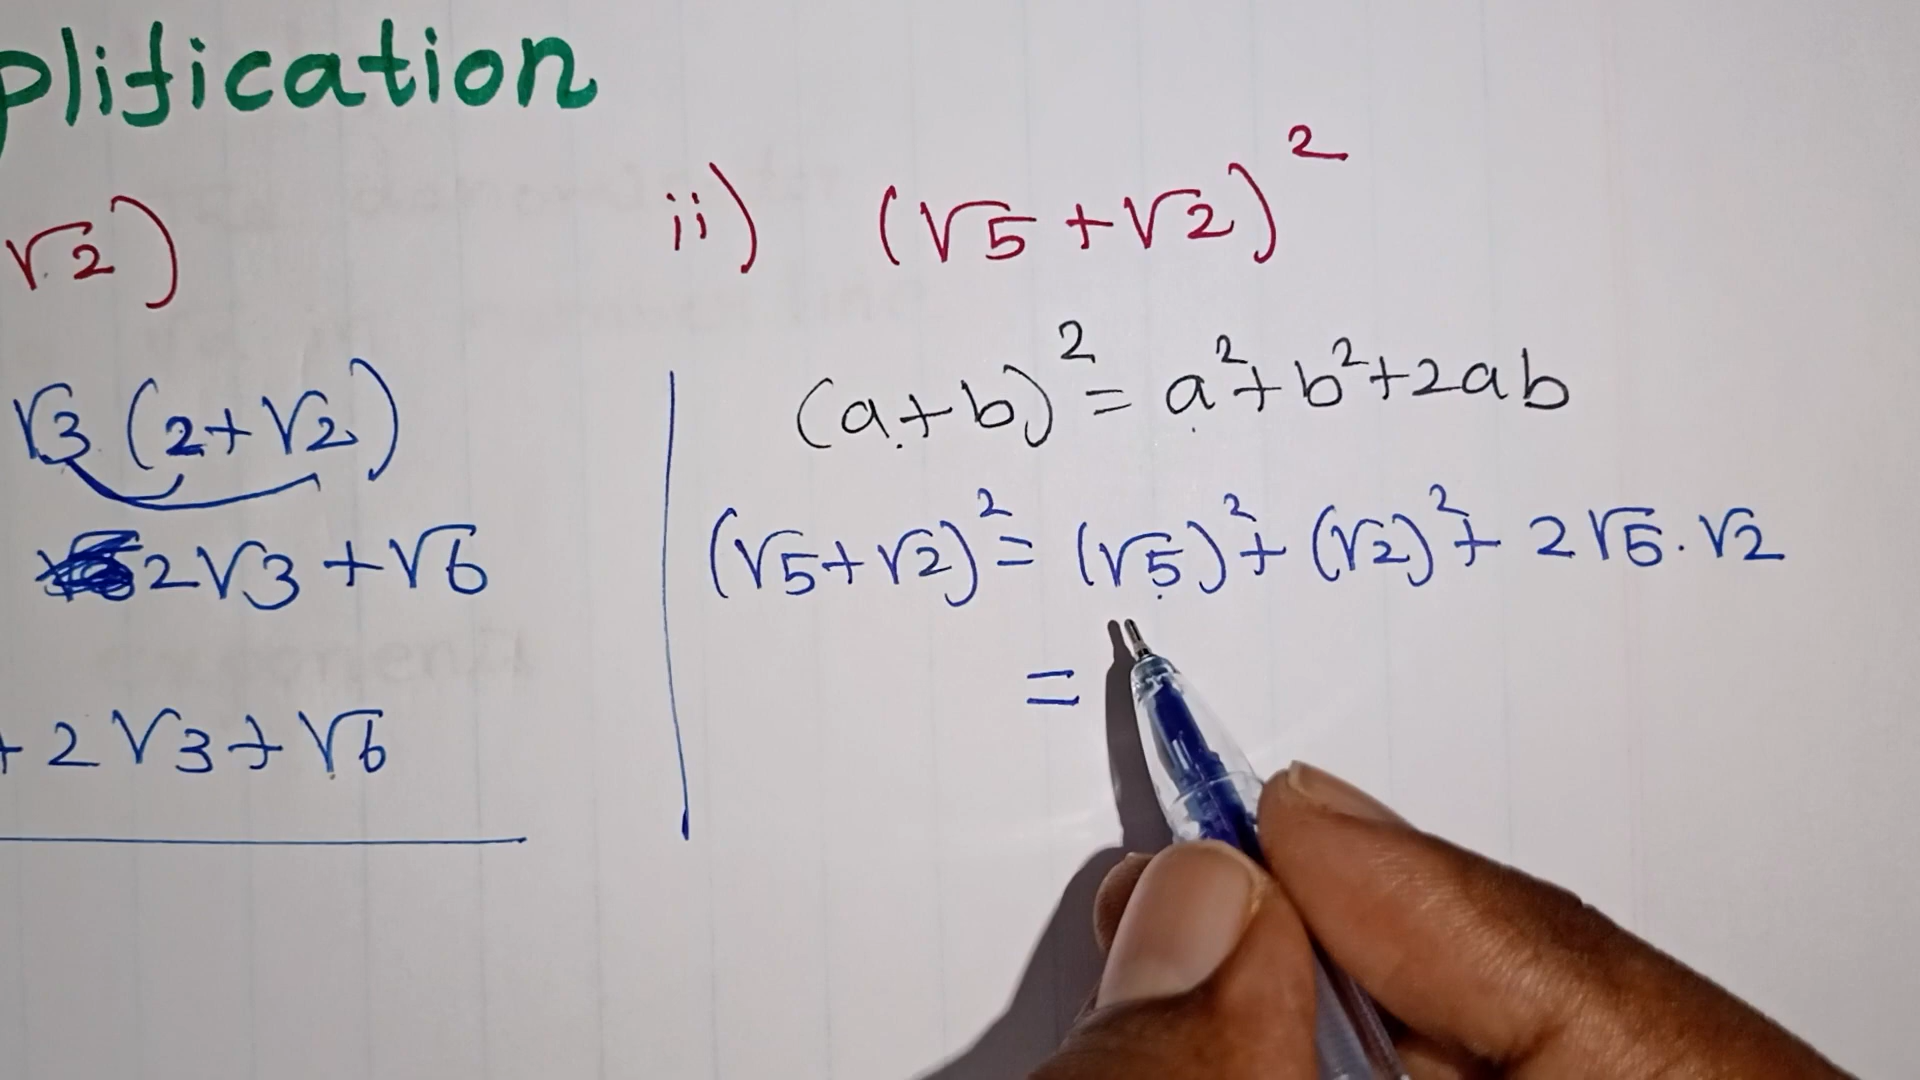 plification
√2)
ii) (√5 + √2)²
√3 (2 + √2)
2√3 + √6
+ 2√3 + √6
(a + b)² = a² + b² + 2ab
(√5 + √2)² = (√5)² + (√2)² + 2√5 . √2
=